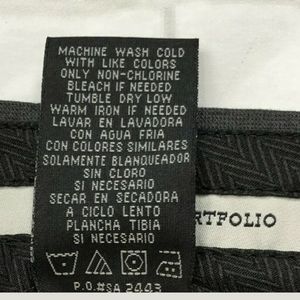 MACHINE WASH COLD
WITH LIKE COLORS
ONLY NON-CHLORINE
BLEACH IF NEEDED
TUMBLE DRY LOW
WARM IRON IF NEEDED
LAVAR EN LAVADORA
CON AGUA FRIA
CON COLORES SIMILARES
SOLAMENTE BLANQUEADOR
SIN CLORO
SI NECESARIO
SECAR EN SECADORA
A CICLO LENTO
PLANCHA TIBIA
SI NECESARIO
P.O.#SA 2443
RTFOLIO